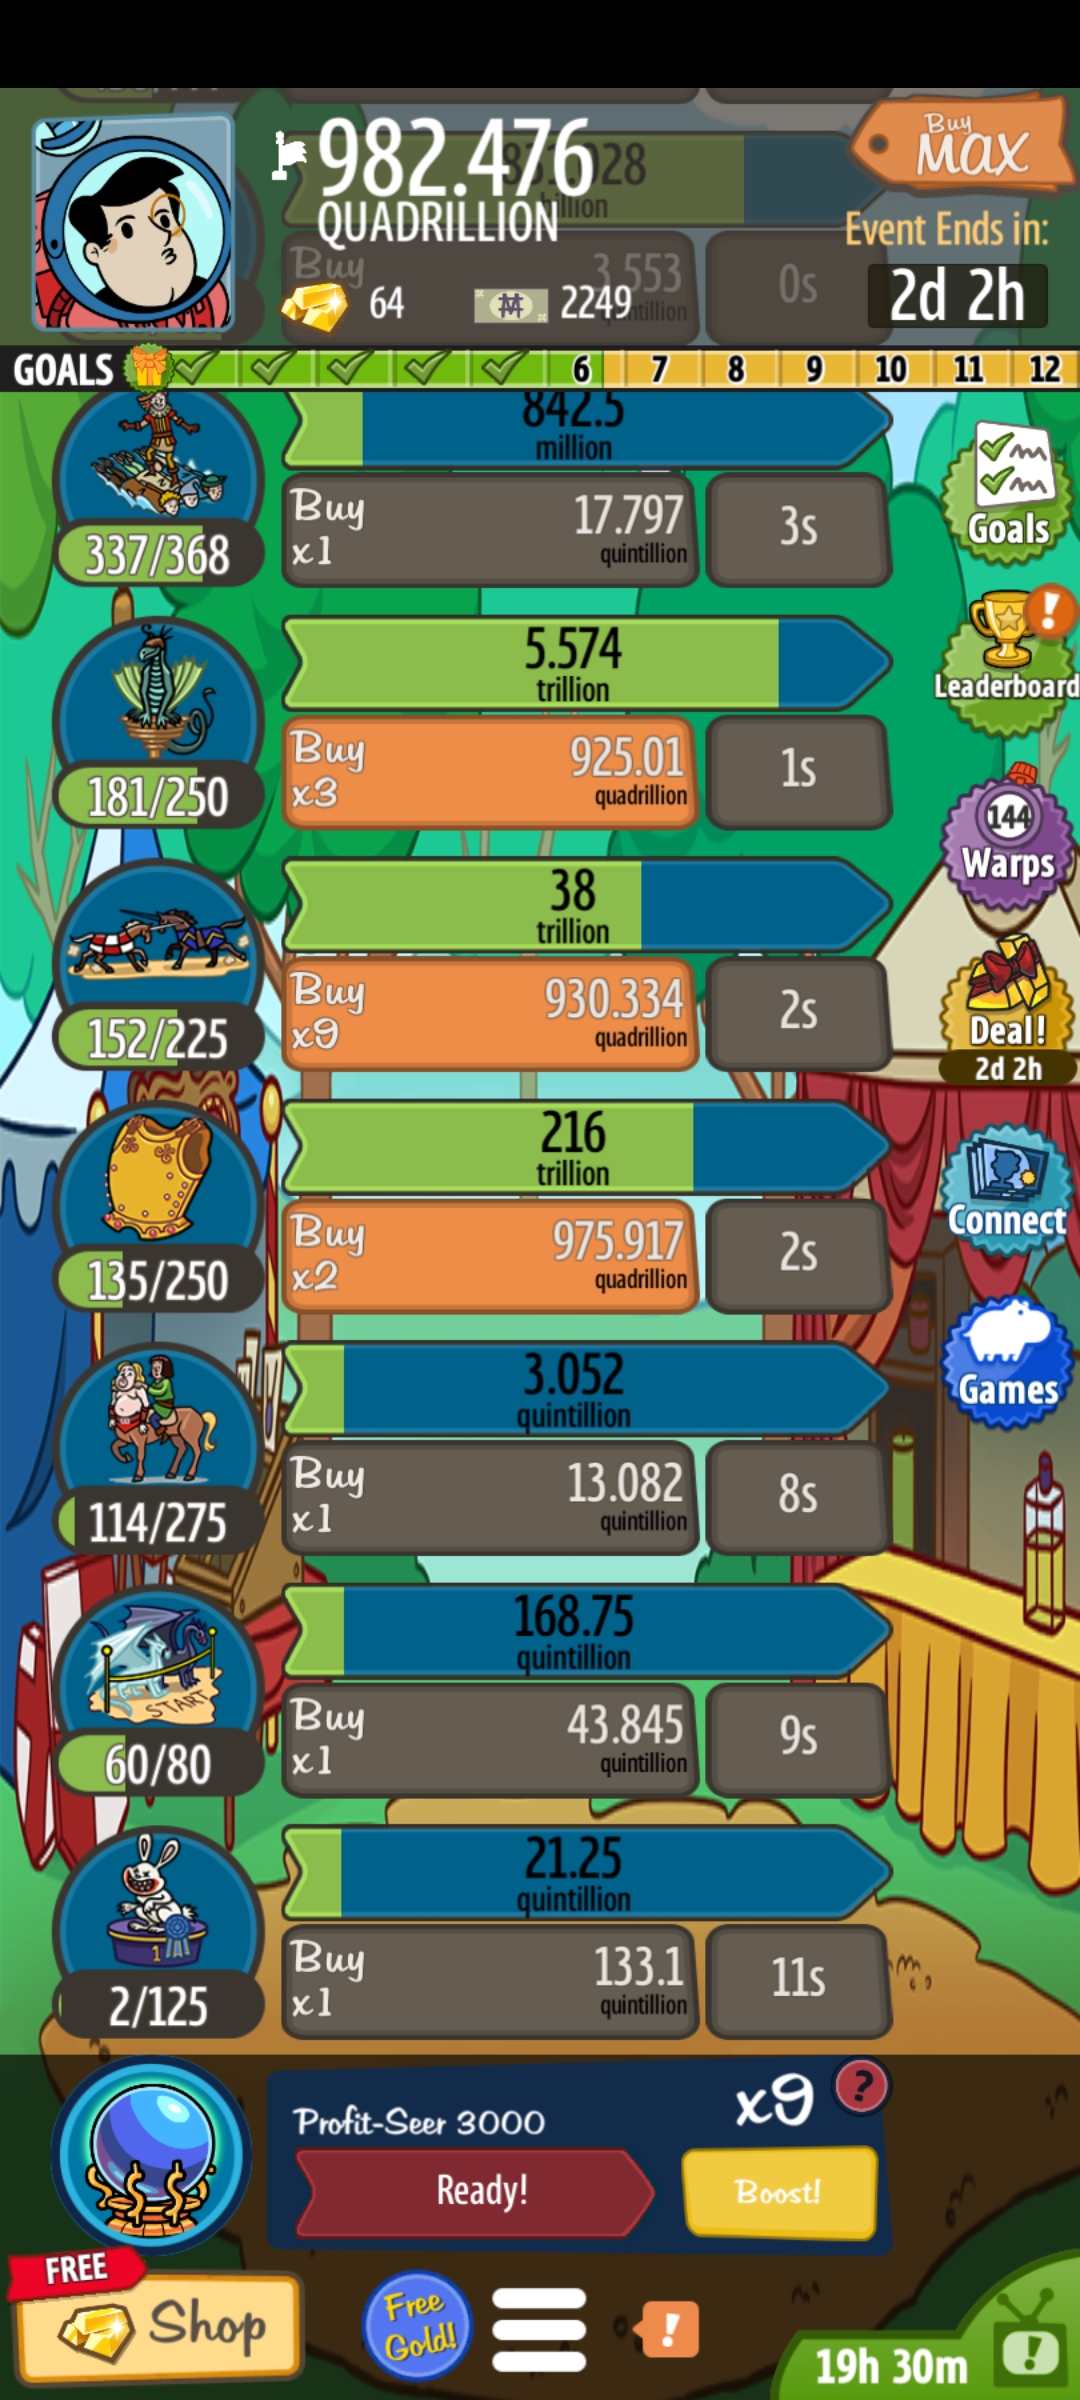 982.476
QUADRILLION
Buy
MAX
Event Ends in:
2d 2h
64
2249
Buy
3.553
0s
GOALS
6
7
8
9
10
11
12
842.5
million
Buy
x1
17.797
quintillion
3s
337/368
Goals
5.574
trillion
Buy
x3
925.01
quadrillion
1s
181/250
!
Leaderboard
38
trillion
Buy
x9
930.334
quadrillion
2s
152/225
144
Warps
Deal!
2d 2h
216
trillion
Buy
x2
975.917
quadrillion
2s
135/250
Connect
3.052
quintillion
Buy
x1
13.082
quintillion
8s
114/275
Games
168.75
quintillion
Buy
x1
43.845
quintillion
9s
START
60/80
21.25
quintillion
Buy
x1
133.1
quintillion
11s
1
2/125
Profit-Seer 3000
x9
?
Ready!
Boost!
FREE
Shop
Free
Gold!
!
19h 30m
!